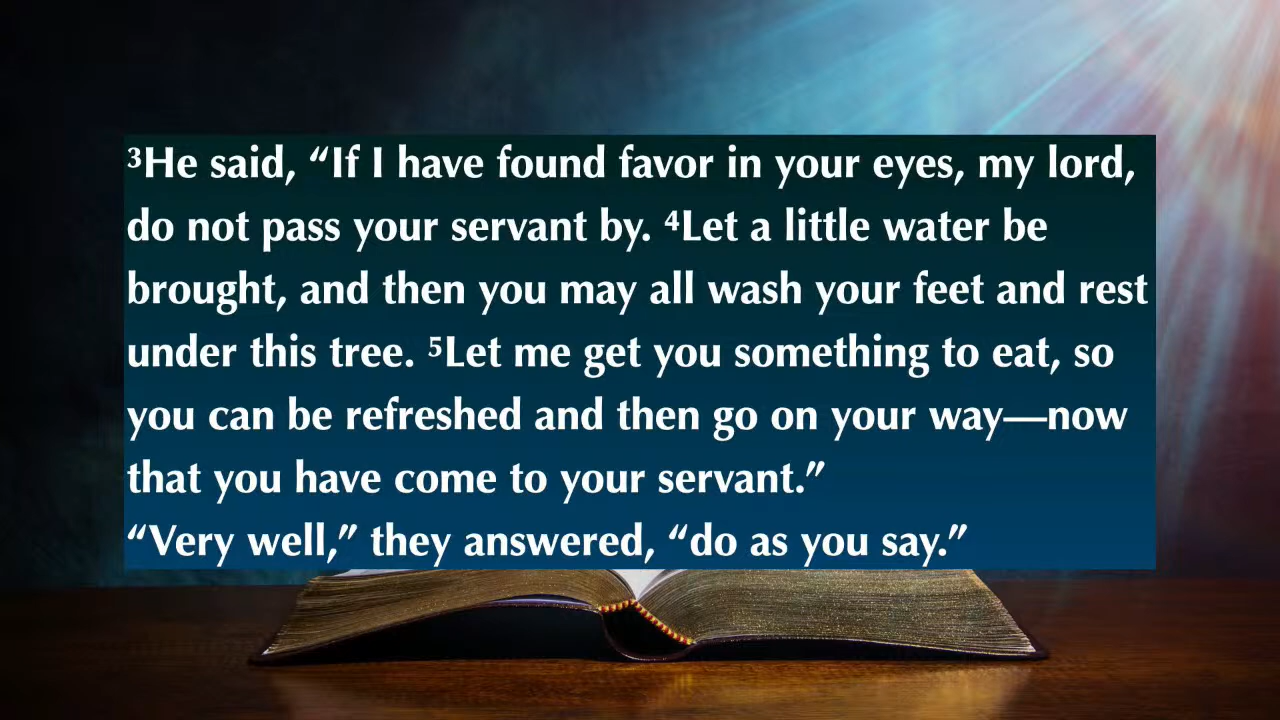 ³He said, “If I have found favor in your eyes, my lord,
do not pass your servant by. ⁴Let a little water be
brought, and then you may all wash your feet and rest
under this tree. ⁵Let me get you something to eat, so
you can be refreshed and then go on your way—now
that you have come to your servant.”
“Very well,” they answered, “do as you say.”